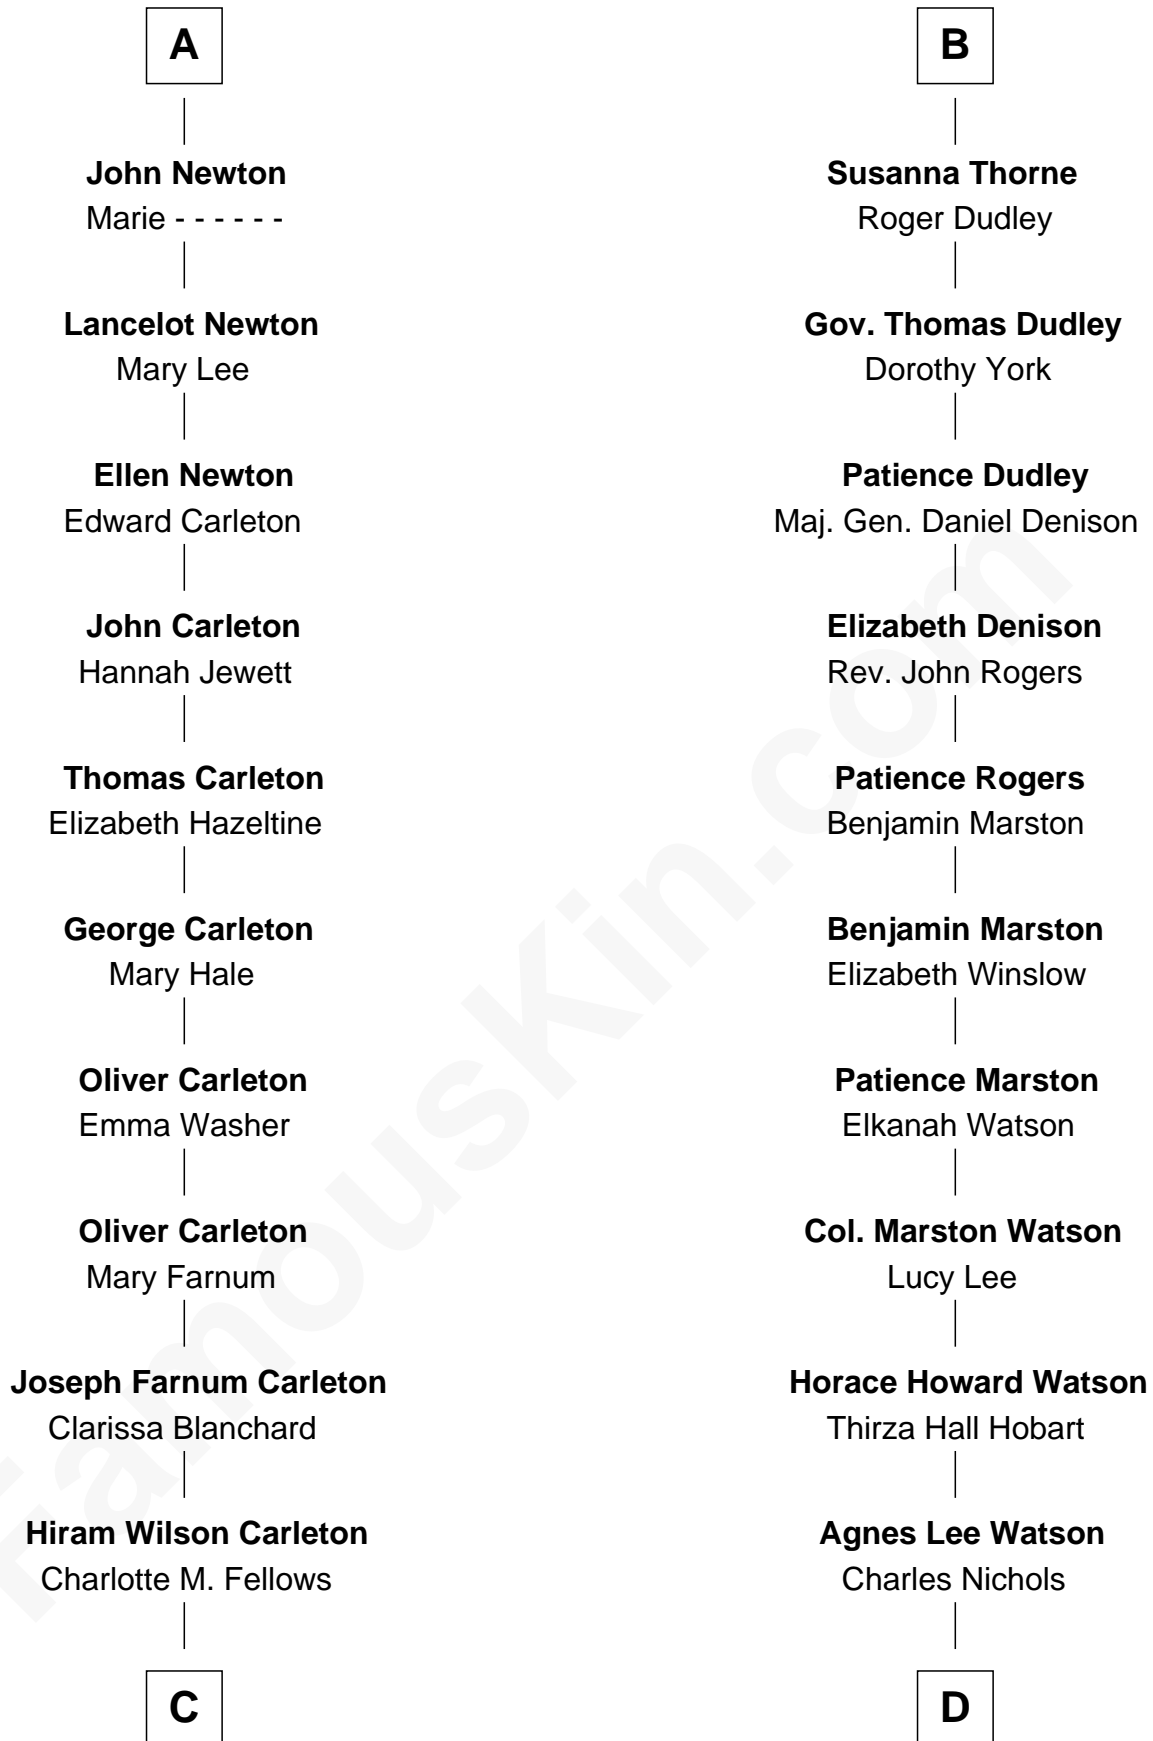 A
John Newton
Marie - - - - - -
Lancelot Newton
Mary Lee
Ellen Newton
Edward Carleton
John Carleton
Hannah Jewett
Thomas Carleton
Elizabeth Hazeltine
George Carleton
Mary Hale
Oliver Carleton
Emma Washer
Oliver Carleton
Mary Farnum
Joseph Farnum Carleton
Clarissa Blanchard
Hiram Wilson Carleton
Charlotte M. Fellows
C
B
Susanna Thorne
Roger Dudley
Gov. Thomas Dudley
Dorothy York
Patience Dudley
Maj. Gen. Daniel Denison
Elizabeth Denison
Rev. John Rogers
Patience Rogers
Benjamin Marston
Benjamin Marston
Elizabeth Winslow
Patience Marston
Elkanah Watson
Col. Marston Watson
Lucy Lee
Horace Howard Watson
Thirza Hall Hobart
Agnes Lee Watson
Charles Nichols
D
FamousKin.com